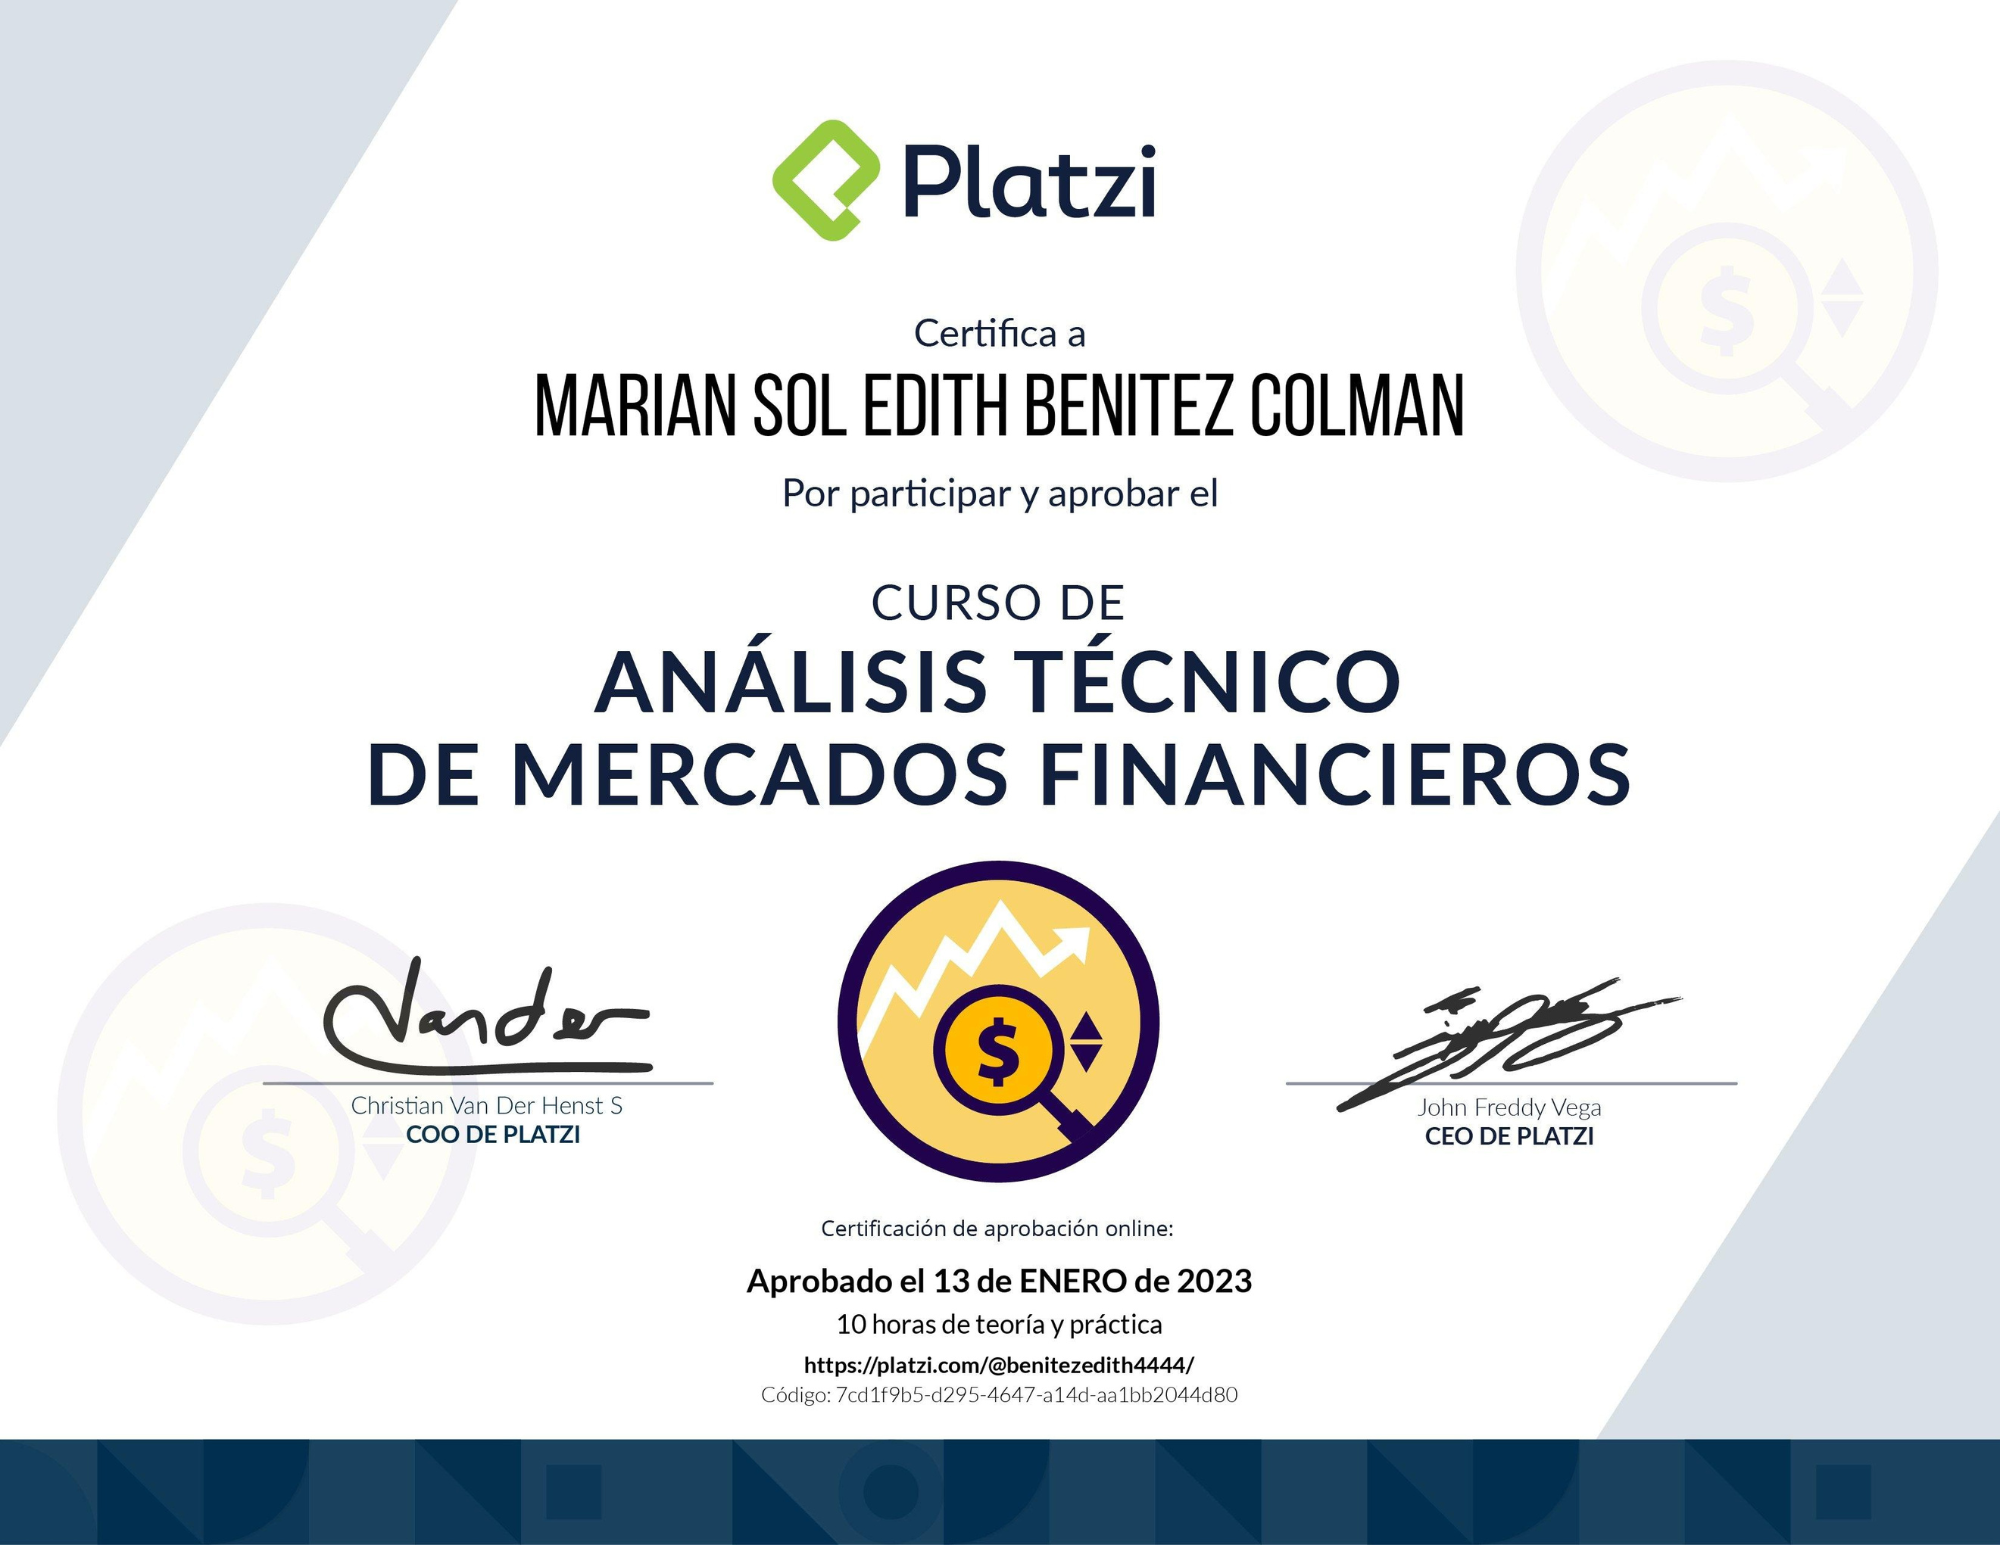 Platzi
Certifica a
MARIAN SOL EDITH BENITEZ COLMAN
Por participar y aprobar el
CURSO DE
ANÁLISIS TÉCNICO
DE MERCADOS FINANCIEROS
$
$
Vander
$
Christian Van Der Henst S
COO DE PLATZI
John Freddy Vega
CEO DE PLATZI
Certificación de aprobación online:
Aprobado el 13 de ENERO de 2023
10 horas de teoría y práctica
https://platzi.com/@benitezedith4444/
Código: 7cd1f9b5-d295-4647-a14d-aa1bb2044d80